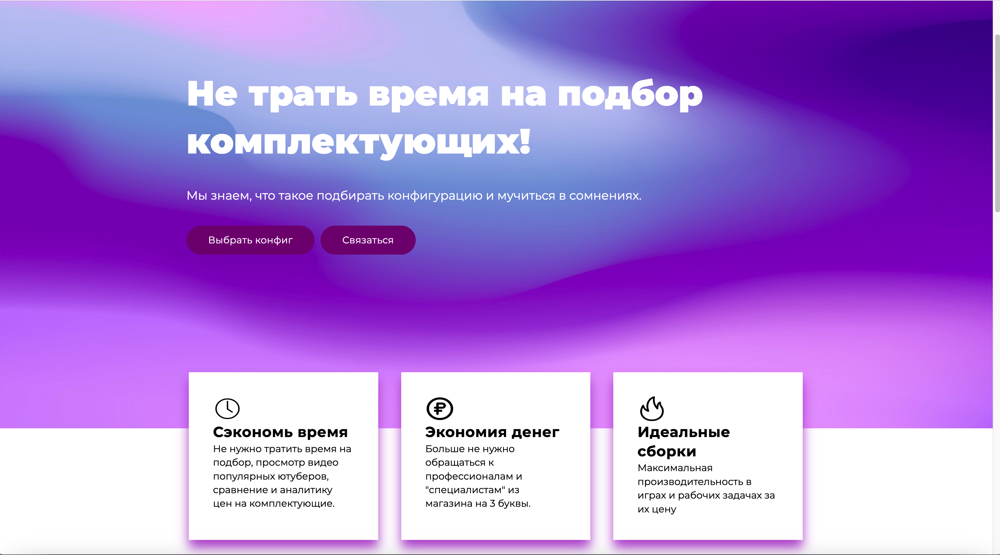 Не трать время на подбор
комплектующих!
Мы знаем, что такое подбирать конфигурацию и мучиться в сомнениях.
Выбрать конфиг
Связаться
Сэкономь время
Не нужно тратить время на
подбор, просмотр видео
популярных ютуберов,
сравнение и аналитику
цен на комплектующие.
Экономия денег
Больше не нужно
обращаться к
профессионалам и
"специалистам" из
магазина на 3 буквы.
Идеальные
сборки
Максимальная
производительность в
играх и рабочих задачах за
их цену